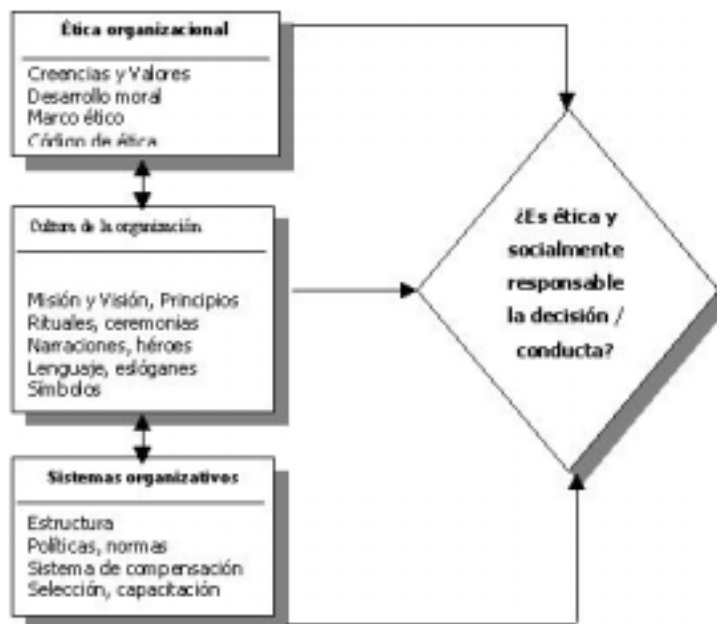 Ética organizacional
Creencias y Valores
Desarrollo moral
Marco ético
Código de ética
Cultura de la organización
Misión y Visión, Principios
Rituales, ceremonias
Narraciones, héroes
Lenguaje, eslóganes
Símbolos
Sistemas organizativos
Estructura
Políticas, normas
Sistema de compensación
Selección, capacitación
¿Es ética y
socialmente
responsable
la decisión /
conducta?